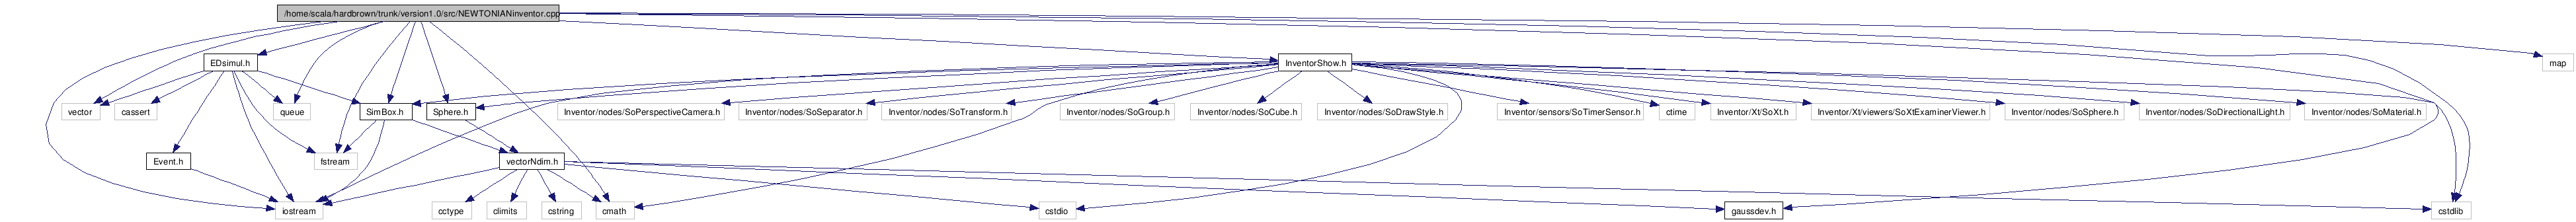 /home/scala/hardbrown/trunk/version1.0/src/NEWTONIANinventor.cpp
EDsimul.h
InventorShow.h
map
vector
cassert
queue
SimBox.h
Sphere.h
Inventor/nodes/SoPerspectiveCamera.h
Inventor/nodes/SoSeparator.h
Inventor/nodes/SoTransform.h
Inventor/nodes/SoGroup.h
Inventor/nodes/SoCube.h
Inventor/nodes/SoDrawStyle.h
Inventor/sensors/SoTimerSensor.h
ctime
Inventor/Xt/SoXt.h
Inventor/Xt/viewers/SoXtExaminerViewer.h
Inventor/nodes/SoSphere.h
Inventor/nodes/SoDirectionalLight.h
Inventor/nodes/SoMaterial.h
Event.h
fstream
vectorNdim.h
iostream
cctype
climits
cstring
cmath
cstdio
gaussdev.h
cstdlib